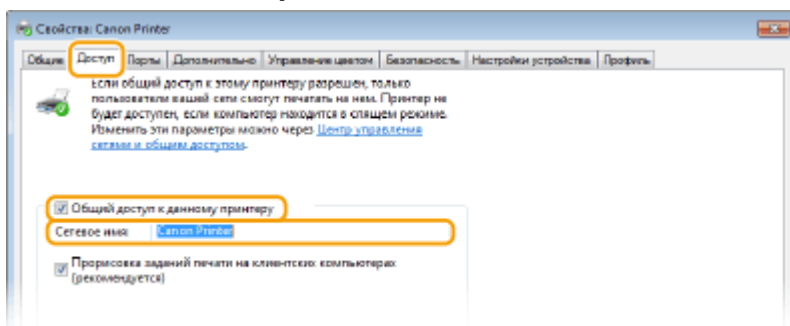 Свойства: Canon Printer
Общие Доступ Порты Дополнительно Управление цветом Безопасность Настройки устройства Профиль
Если общий доступ к этому принтеру разрешен, только
пользователи вашей сети смогут печатать на нем. Принтер не
будет доступен, если компьютер находится в спящем режиме.
Изменить эти параметры можно через Центр управления
сетями и общим доступом.
Общий доступ к данному принтеру
Сетевое имя: Canon Printer
Прорисовка заданий печати на клиентских компьютерах
(рекомендуется)